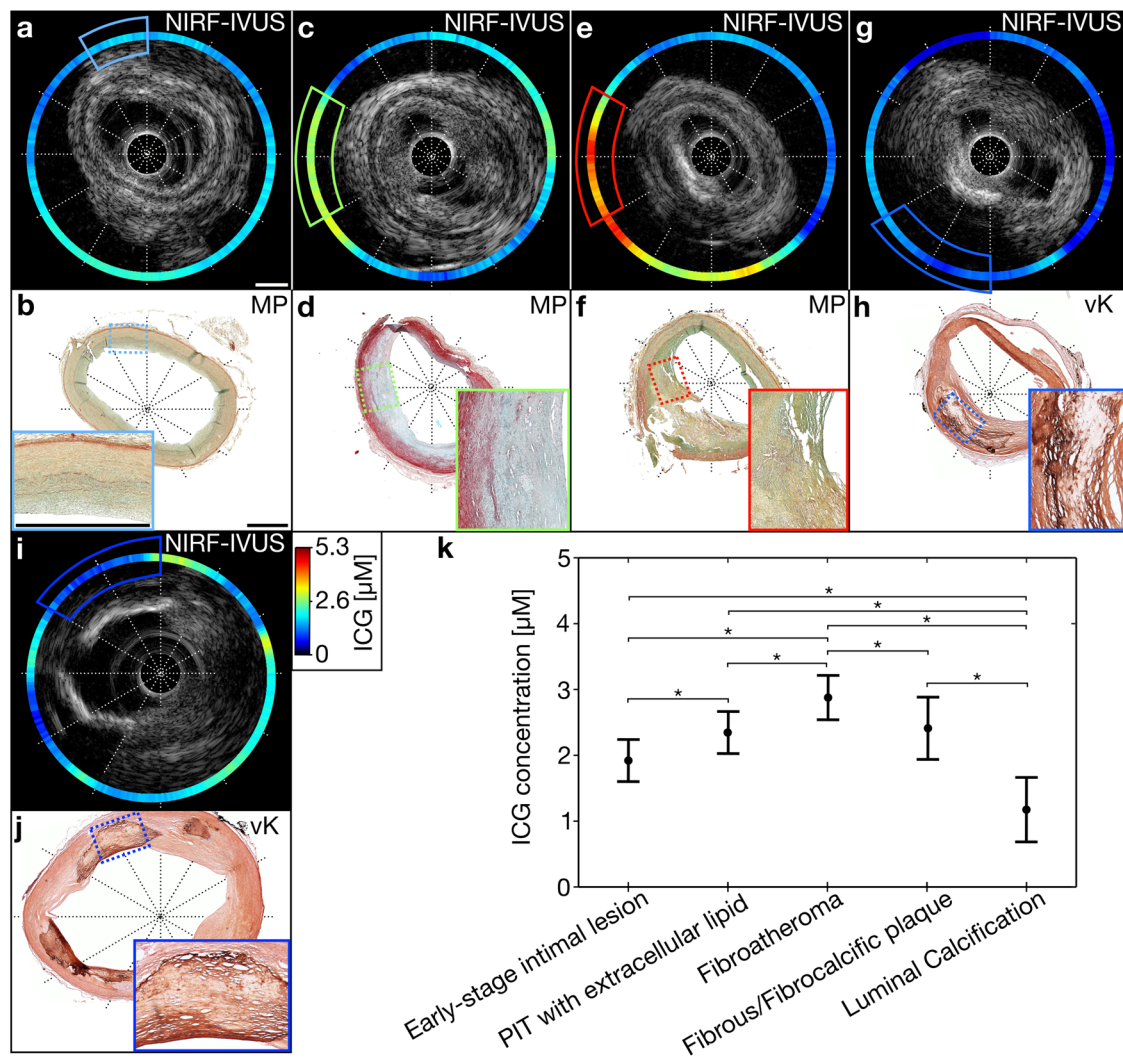 a NIRF-IVUS
c NIRF-IVUS
e NIRF-IVUS
g NIRF-IVUS
b MP
d MP
f MP
h vK
i NIRF-IVUS
5.3
2.6
0
ICG [µM]
j vK
k
ICG concentration [µM]
5
4
3
2
1
0
* 
*
*
*
*
*
*
*
Early-stage intimal lesion
PIT with extracellular lipid
Fibroatheroma
Fibrous/Fibrocalcific plaque
Luminal Calcification